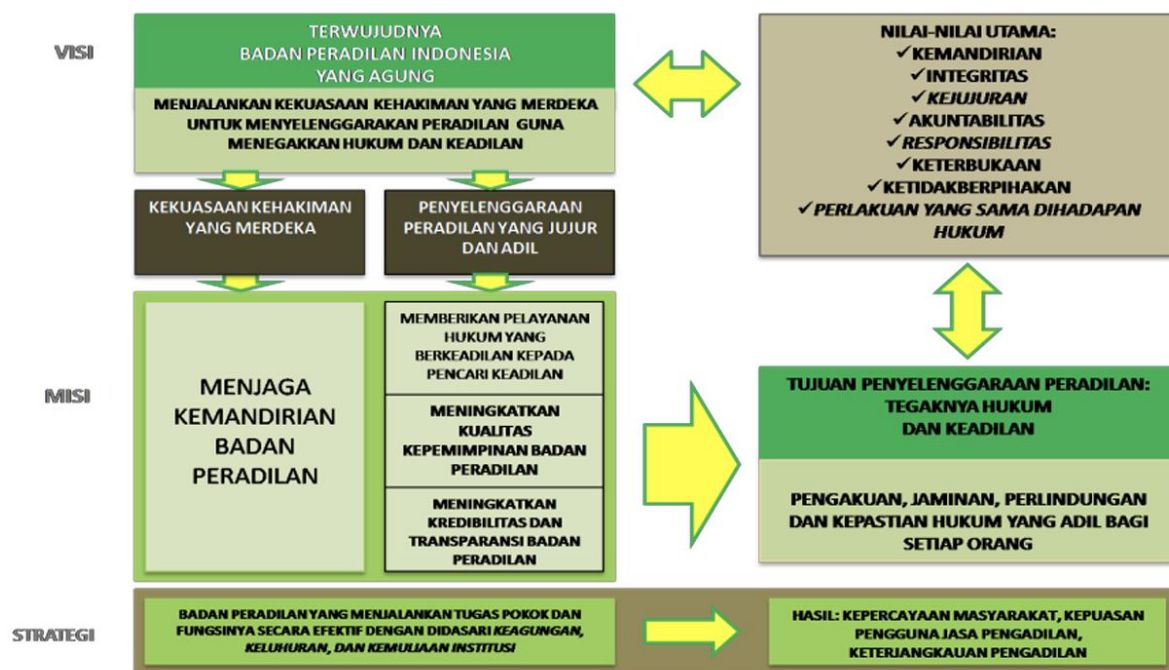 VISI
TERWUJUDNYA
BADAN PERADILAN INDONESIA
YANG AGUNG
MENJALANKAN KEKUASAAN KEHAKIMAN YANG MERDEKA
UNTUK MENYELENGGARAKAN PERADILAN GUNA
MENEGAKKAN HUKUM DAN KEADILAN
NILAI-NILAI UTAMA:
✓KEMANDIRIAN
✓INTEGRITAS
✓KEJUJURAN
✓AKUNTABILITAS
✓RESPONSIBILITAS
✓KETERBUKAAN
✓KETIDAKBERPIHAKAN
✓PERLAKUAN YANG SAMA DIHADAPAN
HUKUM
KEKUASAAN KEHAKIMAN
YANG MERDEKA
PENYELENGGARAAN
PERADILAN YANG JUJUR
DAN ADIL
MISI
MENJAGA
KEMANDIRIAN
BADAN
PERADILAN
MEMBERIKAN PELAYANAN
HUKUM YANG
BERKEADILAN KEPADA
PENCARI KEADILAN
MENINGKATKAN
KUALITAS
KEPEMIMPINAN BADAN
PERADILAN
MENINGKATKAN
KREDIBILITAS DAN
TRANSPARANSI BADAN
PERADILAN
TUJUAN PENYELENGGARAAN PERADILAN:
TEGAKNYA HUKUM
DAN KEADILAN
PENGAKUAN, JAMINAN, PERLINDUNGAN
DAN KEPASTIAN HUKUM YANG ADIL BAGI
SETIAP ORANG
STRATEGI
BADAN PERADILAN YANG MENJALANKAN TUGAS POKOK DAN
FUNGSINYA SECARA EFEKTIF DENGAN DIDASARI KEAGUNGAN,
KELUHURAN, DAN KEMULIAAN INSTITUSI
HASIL: KEPERCAYAAN MASYARAKAT, KEPUASAN
PENGGUNA JASA PENGADILAN,
KETERJANGKAUAN PENGADILAN